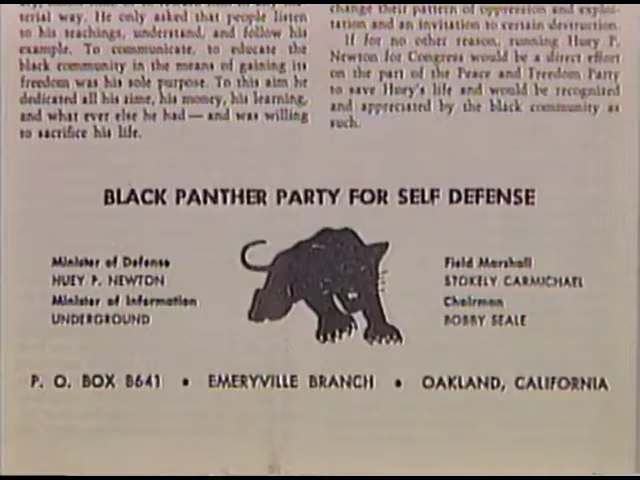 terial way. He only asked that people listen
to his teachings, understand, and follow his
example. To communicate, to educate the
black community in the means of gaining its
freedom was his sole purpose. To this aim he
dedicated all his time, his money, his learning,
and what ever else he had — and was willing
to sacrifice his life.
change their pattern of oppression and exploi-
tation and an invitation to certain destruction.
If for no other reason, running Huey P.
Newton for Congress would be a direct effort
on the part of the Peace and Freedom Party
to save Huey's life and would be recognized
and appreciated by the black community as
such.
BLACK PANTHER PARTY FOR SELF DEFENSE
Minister of Defense
HUEY P. NEWTON
Minister of Information
UNDERGROUND
Field Marshall
STOKELY CARMICHAEL
Chairman
BOBBY SEALE
P. O. BOX 8641 • EMERYVILLE BRANCH • OAKLAND, CALIFORNIA